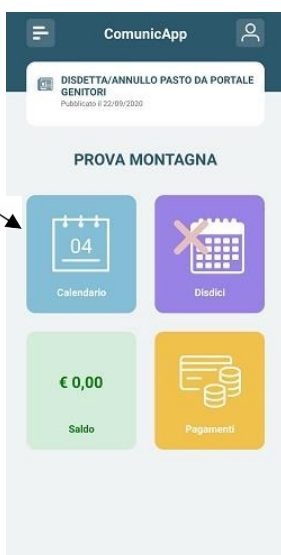 ComunicApp
DISDETTA/ANNULLO PASTO DA PORTALE
GENITORI
Pubblicato il 22/09/2020
PROVA MONTAGNA
04
Calendario
Disdici
€ 0,00
Saldo
Pagamenti